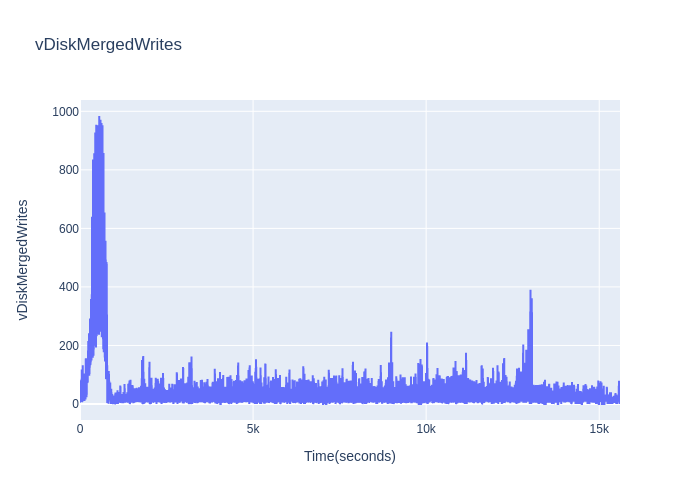 vDiskMergedWrites
1000
800
600
400
200
0
vDiskMergedWrites
0
5k
10k
15k
Time(seconds)